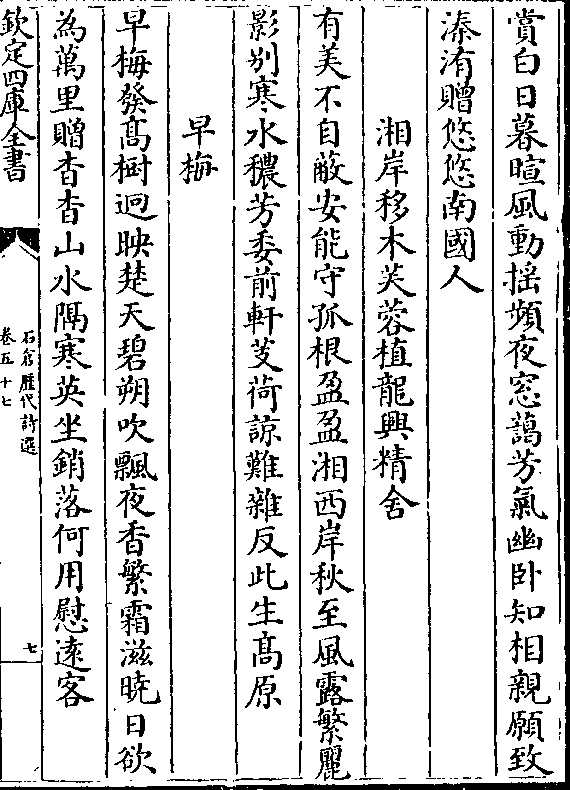 賞白日暮暄風動揺頻夜窓藹芳氣幽卧知相親願致
溱洧贈悠悠南國人
湘岸移木芙蓉植龍興精舍
有美不自蔽安能守孤根盈盈湘西岸秋至風露繁麗
影别寒水穠芳委前軒芰荷諒難雜反此生髙原
早梅
早梅發髙樹迥映楚天碧朔吹飄夜香繁霜滋曉日欲
為萬里贈杳杳山水隔寒英坐銷落何用慰逺客
欽定四庫全書
石倉歷代詩選
卷五十七
七